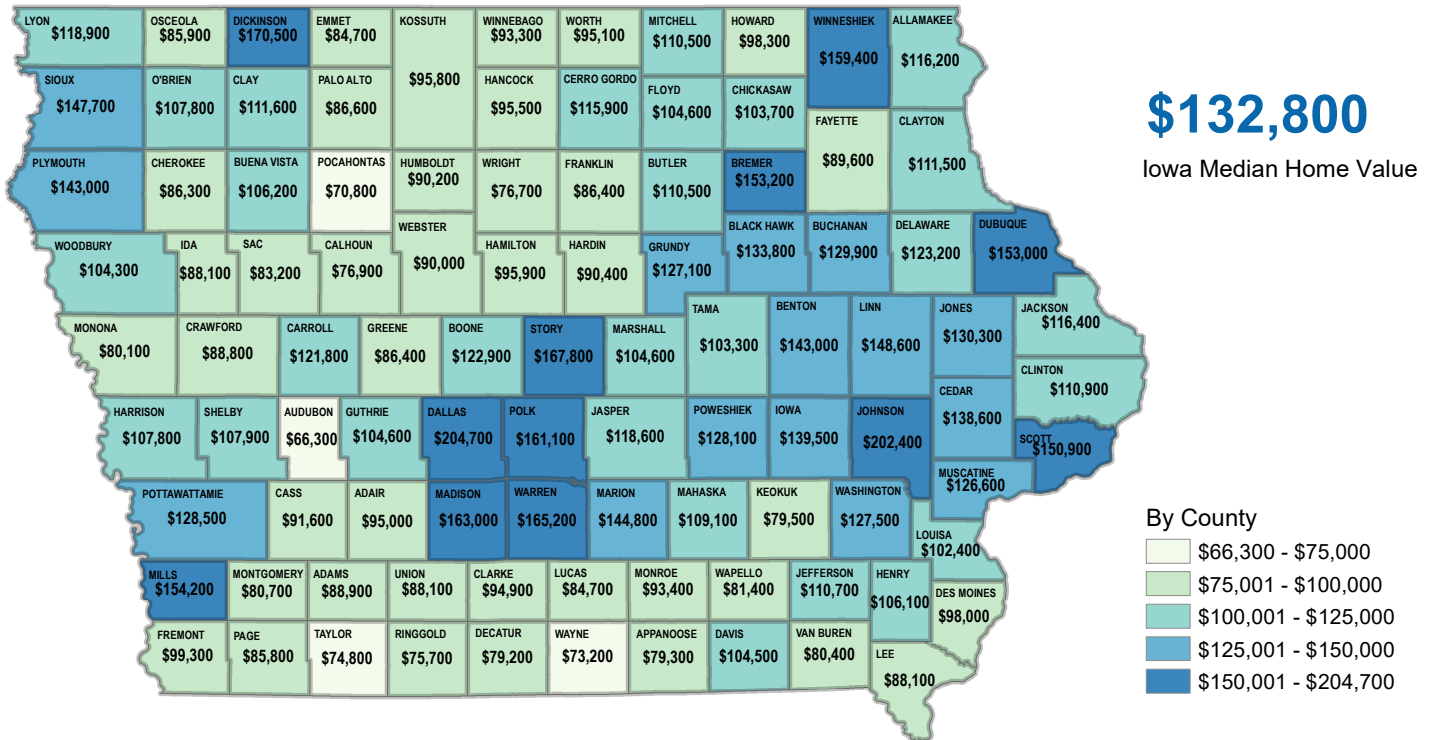 LYON
$118,900
OSCEOLA
$85,900
DICKINSON
$170,500
EMMET
$84,700
KOSSUTH
$95,800
WINNEBAGO
$93,300
WORTH
$95,100
MITCHELL
$110,500
HOWARD
$98,300
WINNESHIEK
$159,400
ALLAMAKEE
$116,200
SIOUX
$147,700
O'BRIEN
$107,800
CLAY
$111,600
PALO ALTO
$86,600
HANCOCK
$95,500
CERRO GORDO
$115,900
FLOYD
$104,600
CHICKASAW
$103,700
FAYETTE
$89,600
CLAYTON
$111,500
PLYMOUTH
$143,000
CHEROKEE
$86,300
BUENA VISTA
$106,200
POCAHONTAS
$70,800
HUMBOLDT
$90,200
WRIGHT
$76,700
FRANKLIN
$86,400
BUTLER
$110,500
BREMER
$153,200
WOODBURY
$104,300
IDA
$88,100
SAC
$83,200
CALHOUN
$76,900
WEBSTER
$90,000
HAMILTON
$95,900
HARDIN
$90,400
GRUNDY
$127,100
BLACK HAWK
$133,800
BUCHANAN
$129,900
DELAWARE
$123,200
DUBUQUE
$153,000
MONONA
$80,100
CRAWFORD
$88,800
CARROLL
$121,800
GREENE
$86,400
BOONE
$122,900
STORY
$167,800
MARSHALL
$104,600
TAMA
$103,300
BENTON
$143,000
LINN
$148,600
JONES
$130,300
JACKSON
$116,400
CLINTON
$110,900
CEDAR
$138,600
HARRISON
$107,800
SHELBY
$107,900
AUDUBON
$66,300
GUTHRIE
$104,600
DALLAS
$204,700
POLK
$161,100
JASPER
$118,600
POWESHIEK
$128,100
IOWA
$139,500
JOHNSON
$202,400
SCOTT
$150,900
MUSCATINE
$126,600
POTTAWATTAMIE
$128,500
CASS
$91,600
ADAIR
$95,000
MADISON
$163,000
WARREN
$165,200
MARION
$144,800
MAHASKA
$109,100
KEOKUK
$79,500
WASHINGTON
$127,500
LOUISA
$102,400
MILLS
$154,200
MONTGOMERY
$80,700
ADAMS
$88,900
UNION
$88,100
CLARKE
$94,900
LUCAS
$84,700
MONROE
$93,400
WAPELLO
$81,400
JEFFERSON
$110,700
HENRY
$106,100
DES MOINES
$98,000
FREMONT
$99,300
PAGE
$85,800
TAYLOR
$74,800
RINGGOLD
$75,700
DECATUR
$79,200
WAYNE
$73,200
APPANOOSE
$79,300
DAVIS
$104,500
VAN BUREN
$80,400
LEE
$88,100
$132,800
Iowa Median Home Value
By County
$66,300 - $75,000
$75,001 - $100,000
$100,001 - $125,000
$125,001 - $150,000
$150,001 - $204,700